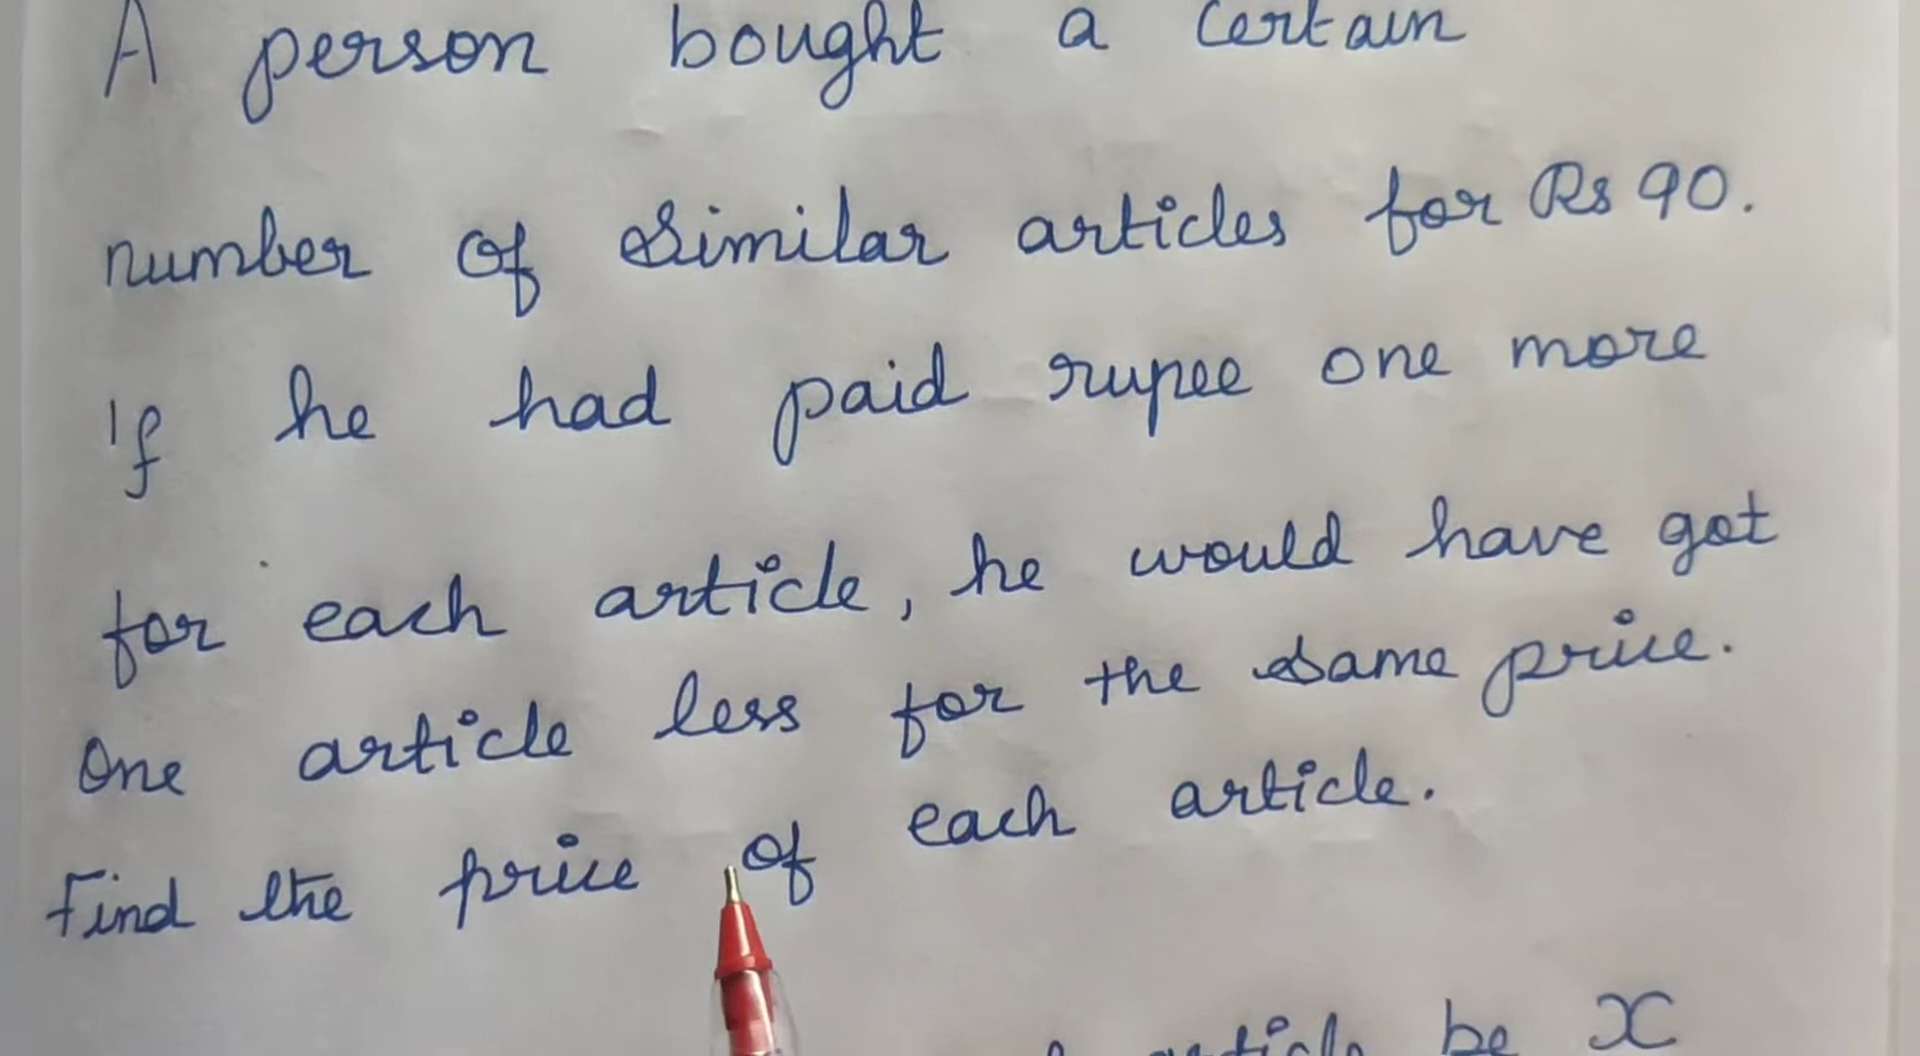 A person bought a certain
number of similar articles for Rs 90.
If he had paid rupee one more
for each article, he would have got
One article less for the same price.
Find the price of each article.
article be x